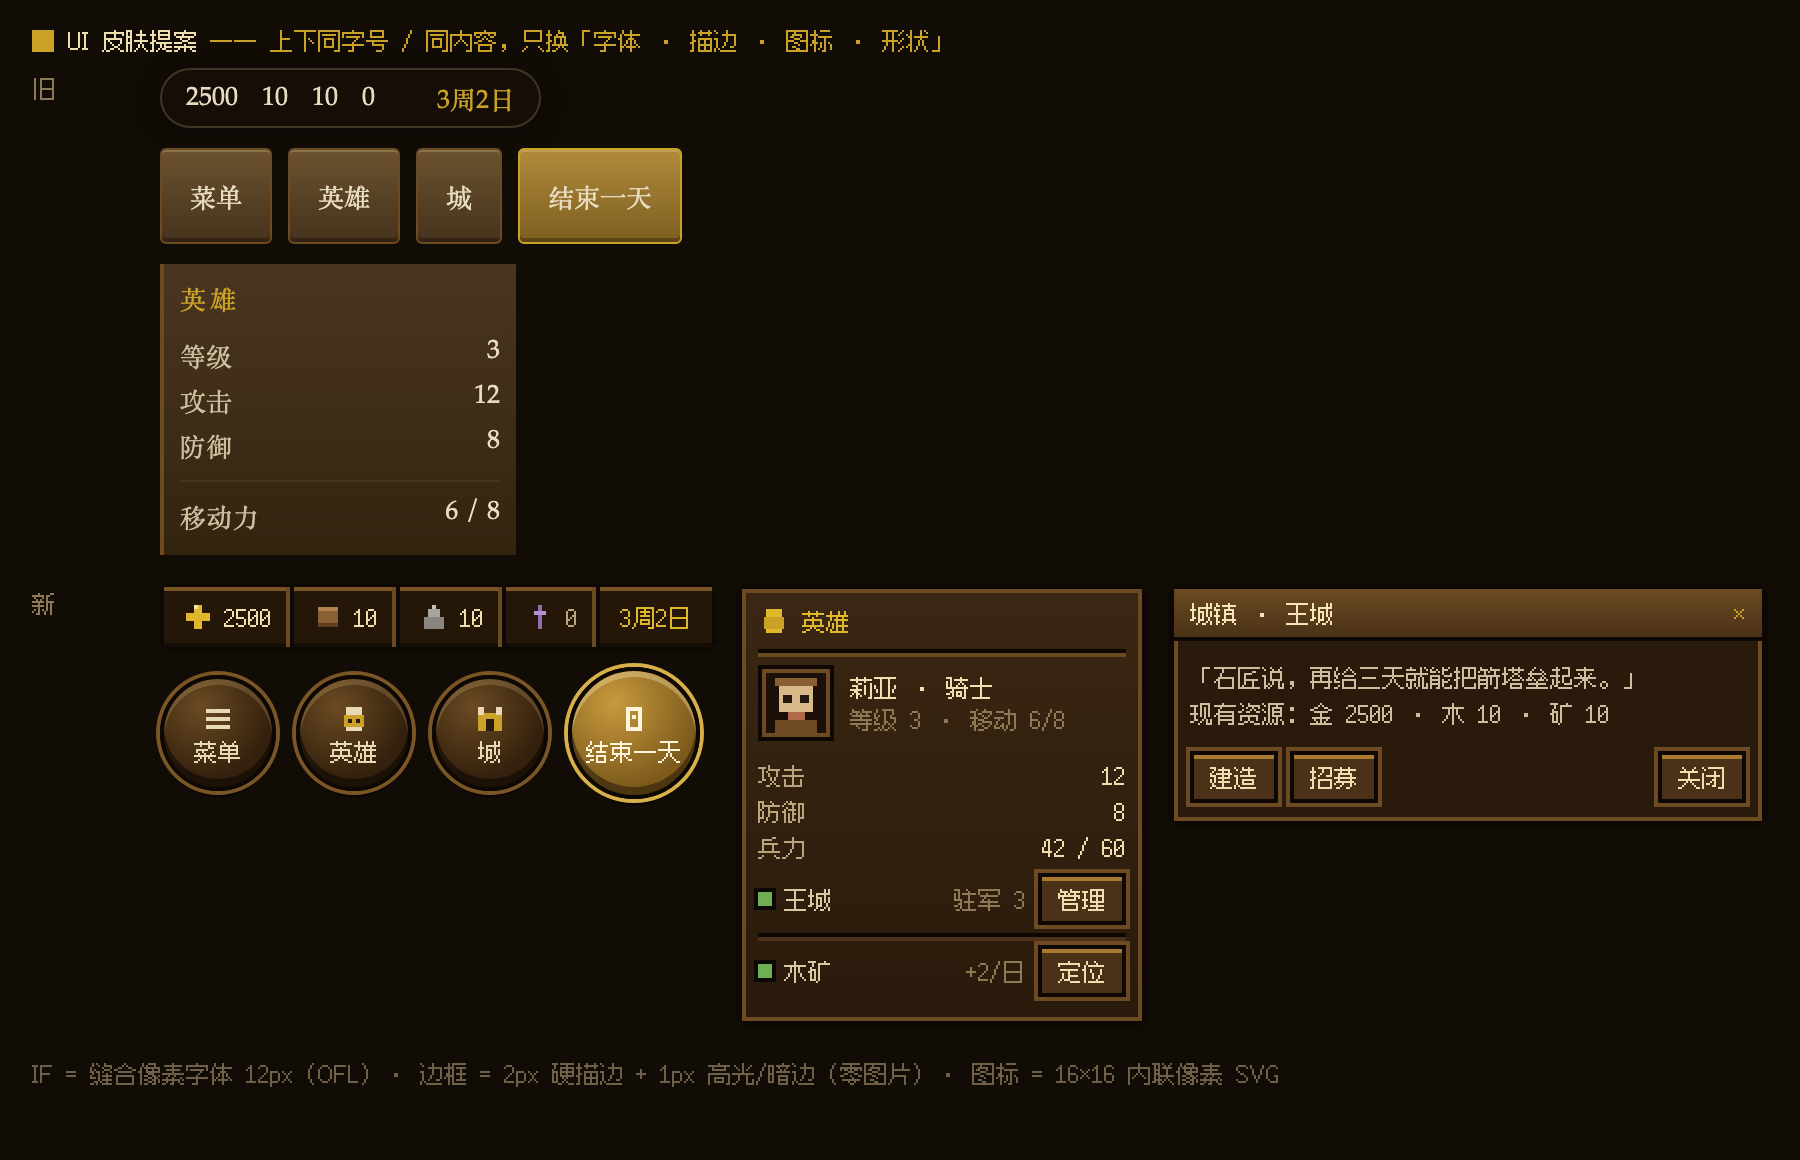 UI 皮肤提案 —— 上下同字号 / 同内容，只换「字体 · 描边 · 图标 · 形状」
旧
2500 10 10 0 3周2日
菜单 英雄 城 结束一天
英雄
等级 3
攻击 12
防御 8
移动力 6 / 8
新
2500 10 10 0 3周2日
菜单 英雄 城 结束一天
英雄
莉亚 · 骑士
等级 3 · 移动 6/8
攻击 12
防御 8
兵力 42 / 60
王城 驻军 3 管理
木矿 +2/日 定位
城镇 · 王城 ×
「石匠说，再给三天就能把箭塔垒起来。」
现有资源：金 2500 · 木 10 · 矿 10
建造 招募 关闭
IF = 缝合像素字体 12px (OFL) · 边框 = 2px 硬描边 + 1px 高光/暗边 (零图片) · 图标 = 16×16 内联像素 SVG